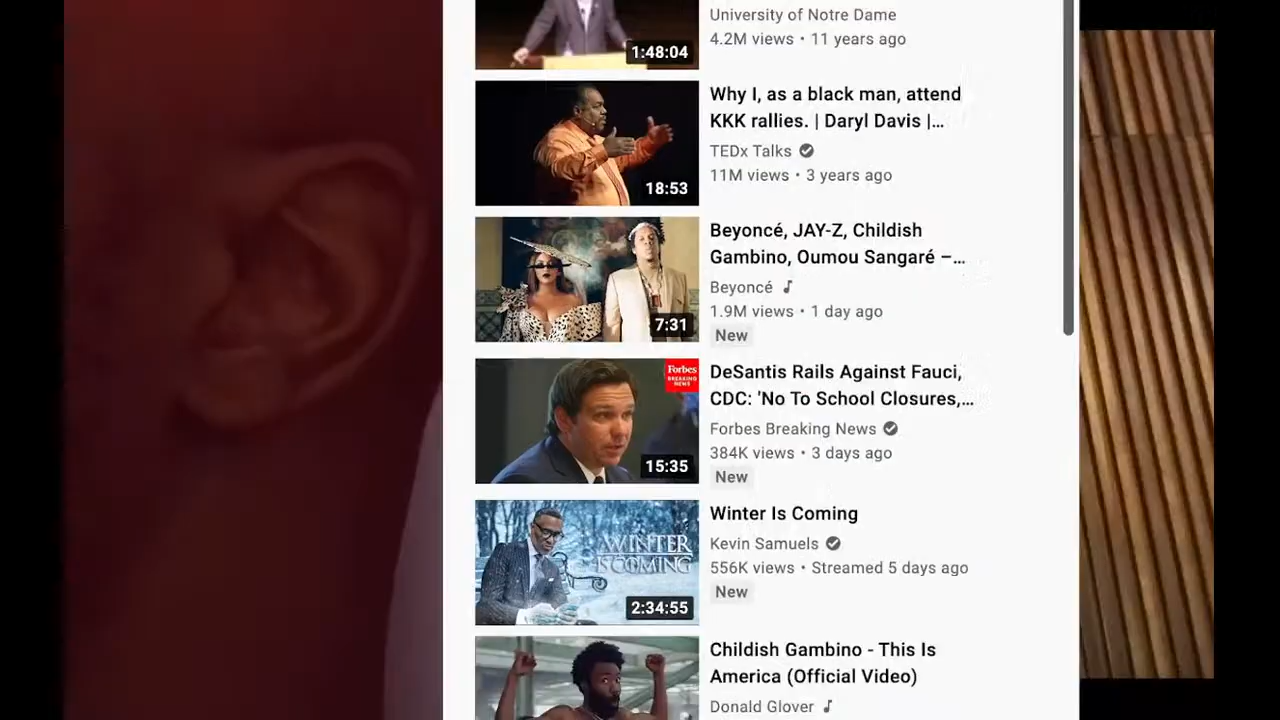 University of Notre Dame
4.2M views • 11 years ago
1:48:04
Why I, as a black man, attend
KKK rallies. | Daryl Davis |...
TEDx Talks
11M views • 3 years ago
18:53
Beyoncé, JAY-Z, Childish
Gambino, Oumou Sangaré –...
Beyoncé
1.9M views • 1 day ago
New
7:31
DeSantis Rails Against Fauci,
CDC: 'No To School Closures,...
Forbes Breaking News
384K views • 3 days ago
New
Forbes
BREAKING
NEWS
15:35
Winter Is Coming
Kevin Samuels
556K views • Streamed 5 days ago
New
WINTER
IS COMING
2:34:55
Childish Gambino - This Is
America (Official Video)
Donald Glover